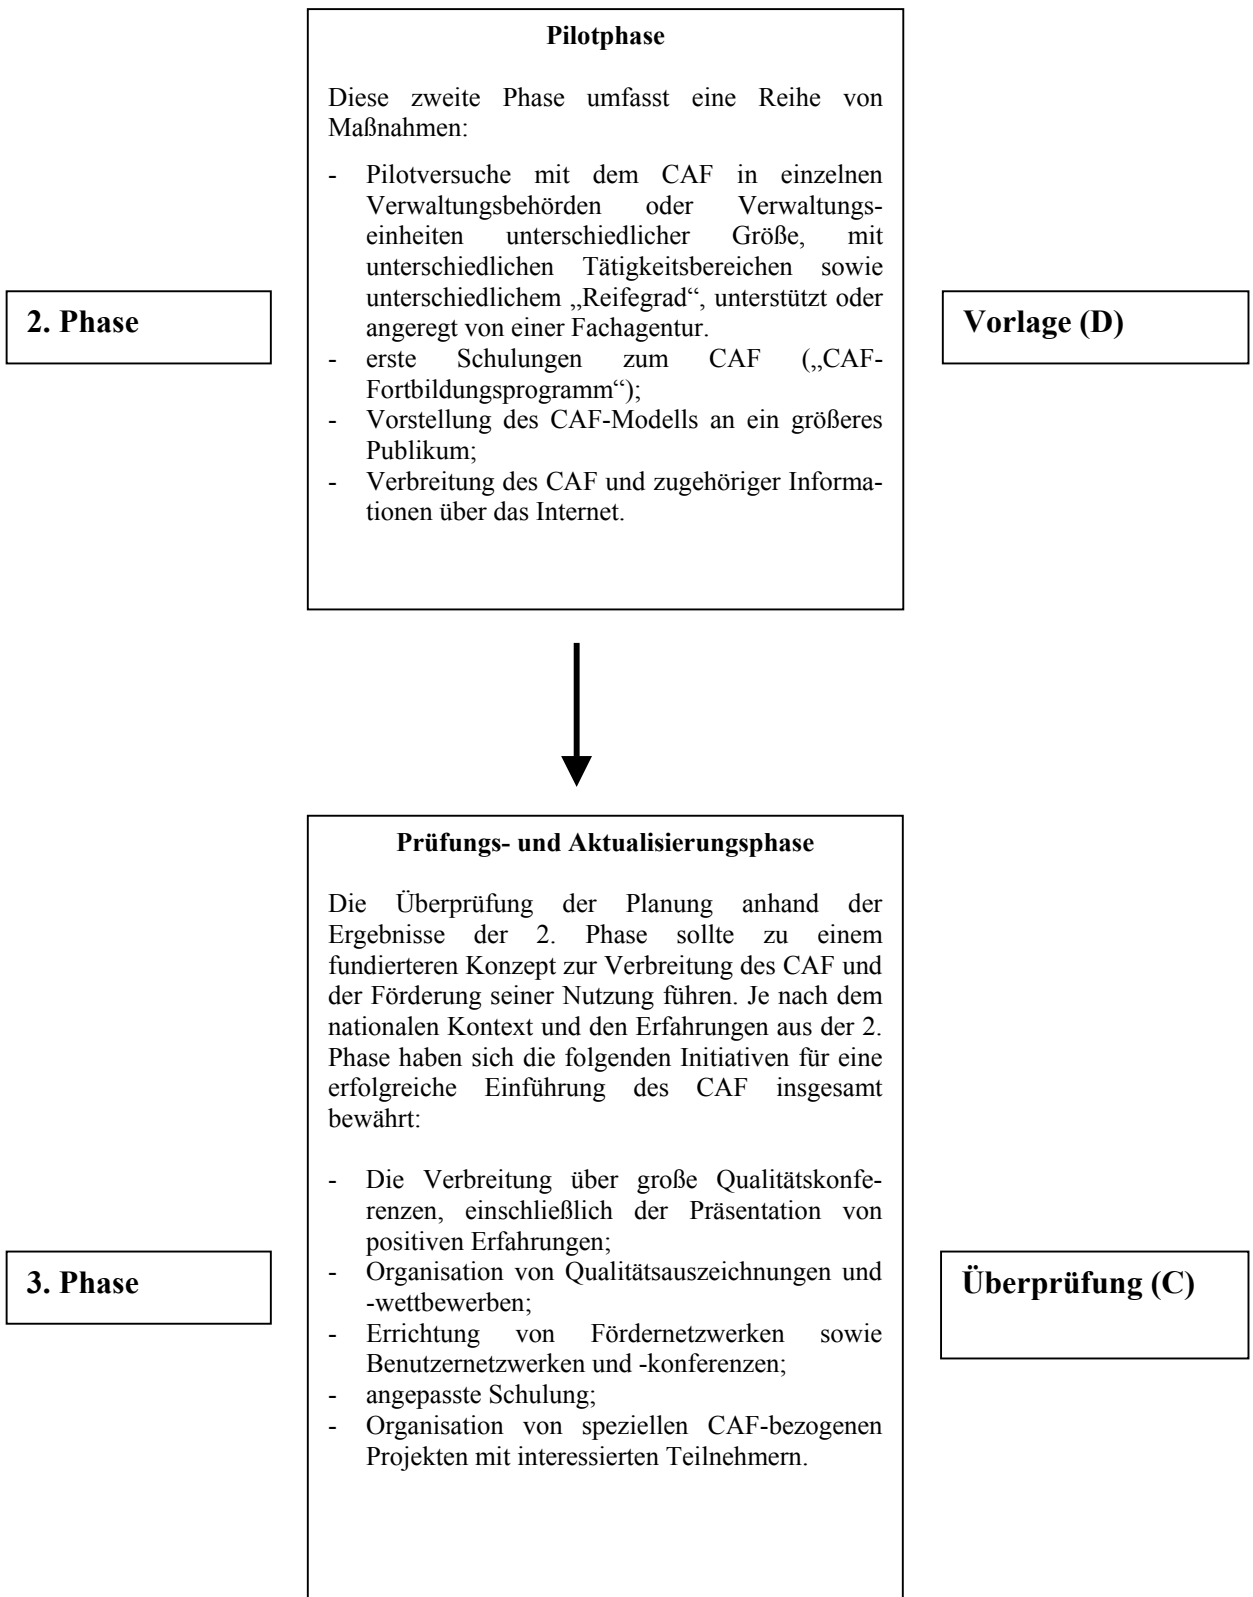 Pilotphase
Diese zweite Phase umfasst eine Reihe von
Maßnahmen:
- Pilotversuche mit dem CAF in einzelnen
Verwaltungsbehörden oder Verwaltungs-
einheiten unterschiedlicher Größe, mit
unterschiedlichen Tätigkeitsbereichen sowie
unterschiedlichem „Reifegrad“, unterstützt oder
angeregt von einer Fachagentur.
- erste Schulungen zum CAF („CAF-
Fortbildungsprogramm“);
- Vorstellung des CAF-Modells an ein größeres
Publikum;
- Verbreitung des CAF und zugehöriger Informa-
tionen über das Internet.
2. Phase
Vorlage (D)
Prüfungs- und Aktualisierungsphase
Die Überprüfung der Planung anhand der
Ergebnisse der 2. Phase sollte zu einem
fundierteren Konzept zur Verbreitung des CAF und
der Förderung seiner Nutzung führen. Je nach dem
nationalen Kontext und den Erfahrungen aus der 2.
Phase haben sich die folgenden Initiativen für eine
erfolgreiche Einführung des CAF insgesamt
bewährt:
- Die Verbreitung über große Qualitätskonfe-
renzen, einschließlich der Präsentation von
positiven Erfahrungen;
- Organisation von Qualitätsauszeichnungen und
-wettbewerben;
- Errichtung von Fördernetzwerken sowie
Benutzernetzwerken und -konferenzen;
- angepasste Schulung;
- Organisation von speziellen CAF-bezogenen
Projekten mit interessierten Teilnehmern.
3. Phase
Überprüfung (C)